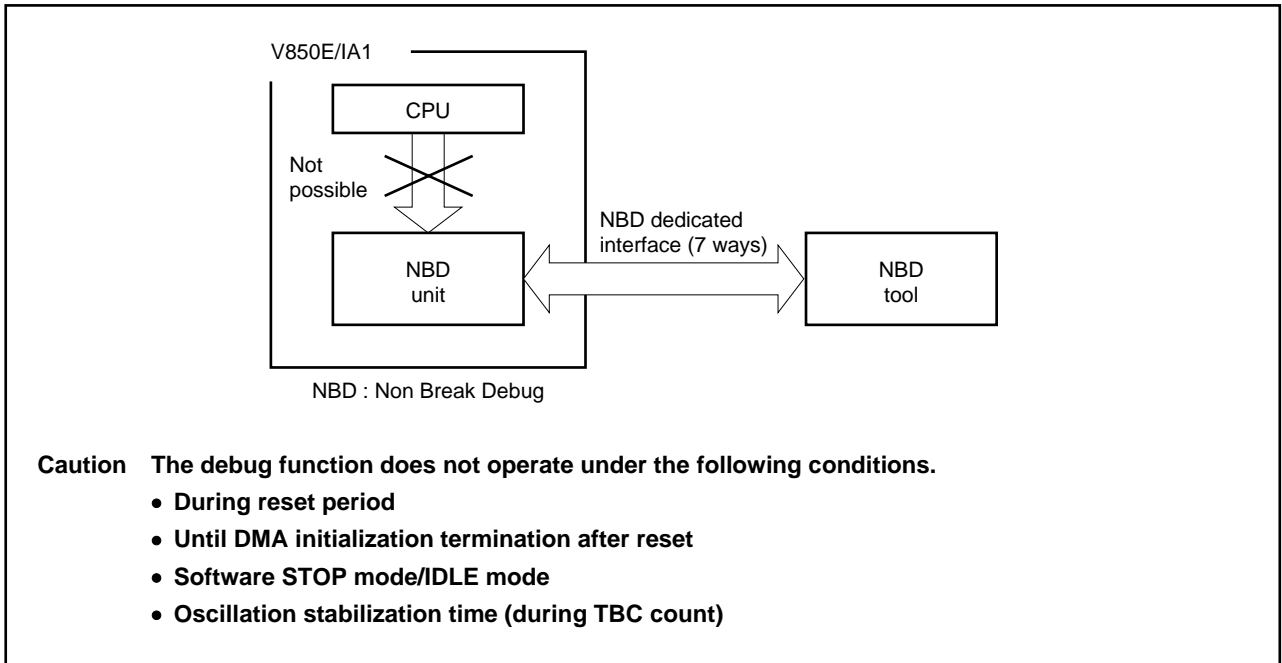 V850E/IA1
CPU
Not
possible
NBD dedicated
interface (7 ways)
NBD
unit
NBD
tool
NBD : Non Break Debug
Caution The debug function does not operate under the following conditions.
• During reset period
• Until DMA initialization termination after reset
• Software STOP mode/IDLE mode
• Oscillation stabilization time (during TBC count)